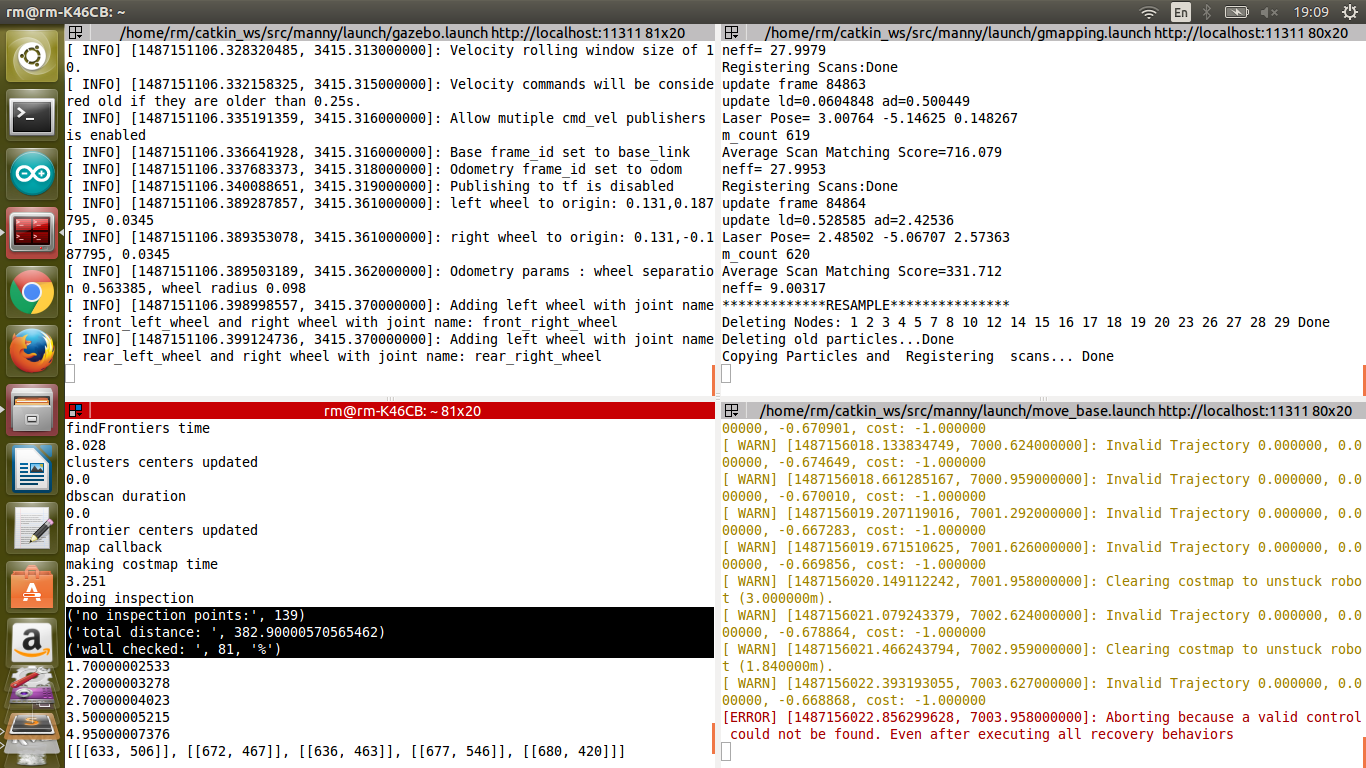 rm@rm-K46CB: ~
En
19:09
/home/rm/catkin_ws/src/manny/launch/gazebo.launch http://localhost:11311 81x20
[ INFO] [1487151106.328320485, 3415.313000000]: Velocity rolling window size of 1
0.
[ INFO] [1487151106.332158325, 3415.315000000]: Velocity commands will be conside
red old if they are older than 0.25s.
[ INFO] [1487151106.335191359, 3415.316000000]: Allow mutiple cmd_vel publishers
is enabled
[ INFO] [1487151106.336641928, 3415.316000000]: Base frame_id set to base_link
[ INFO] [1487151106.337683373, 3415.318000000]: Odometry frame_id set to odom
[ INFO] [1487151106.340088651, 3415.319000000]: Publishing to tf is disabled
[ INFO] [1487151106.389287857, 3415.361000000]: left wheel to origin: 0.131,0.187
795, 0.0345
[ INFO] [1487151106.389353078, 3415.361000000]: right wheel to origin: 0.131,-0.1
87795, 0.0345
[ INFO] [1487151106.389503189, 3415.362000000]: Odometry params : wheel separatio
n 0.563385, wheel radius 0.098
[ INFO] [1487151106.398998557, 3415.370000000]: Adding left wheel with joint name
: front_left_wheel and right wheel with joint name: front_right_wheel
[ INFO] [1487151106.399124736, 3415.370000000]: Adding left wheel with joint name
: rear_left_wheel and right wheel with joint name: rear_right_wheel
/home/rm/catkin_ws/src/manny/launch/gmapping.launch http://localhost:11311 80x20
neff= 27.9979
Registering Scans:Done
update frame 84863
update ld=0.0604848 ad=0.500449
Laser Pose= 3.00764 -5.14625 0.148267
m_count 619
Average Scan Matching Score=716.079
neff= 27.9953
Registering Scans:Done
update frame 84864
update ld=0.528585 ad=2.42536
Laser Pose= 2.48502 -5.06707 2.57363
m_count 620
Average Scan Matching Score=331.712
neff= 9.00317
*************RESAMPLE***************
Deleting Nodes: 1 2 3 4 5 7 8 10 12 14 15 16 17 18 19 20 23 26 27 28 29 Done
Deleting old particles...Done
Copying Particles and  Registering  scans... Done
rm@rm-K46CB: ~ 81x20
findFrontiers time
8.028
clusters centers updated
0.0
dbscan duration
0.0
frontier centers updated
map callback
making costmap time
3.251
doing inspection
('no inspection points:', 139)
('total distance: ', 382.90000570565462)
('wall checked: ', 81, '%')
1.70000002533
2.20000003278
2.70000004023
3.50000005215
4.95000007376
[[[633, 506]], [[672, 467]], [[636, 463]], [[677, 546]], [[680, 420]]]
/home/rm/catkin_ws/src/manny/launch/move_base.launch http://localhost:11311 80x20
00000, -0.670901, cost: -1.000000
[ WARN] [1487156018.133834749, 7000.624000000]: Invalid Trajectory 0.000000, 0.0
00000, -0.674649, cost: -1.000000
[ WARN] [1487156018.661285167, 7000.959000000]: Invalid Trajectory 0.000000, 0.0
00000, -0.670010, cost: -1.000000
[ WARN] [1487156019.207119016, 7001.292000000]: Invalid Trajectory 0.000000, 0.0
00000, -0.667283, cost: -1.000000
[ WARN] [1487156019.671510625, 7001.626000000]: Invalid Trajectory 0.000000, 0.0
00000, -0.669856, cost: -1.000000
[ WARN] [1487156020.149112242, 7001.958000000]: Clearing costmap to unstuck robo
t (3.000000m).
[ WARN] [1487156021.079243379, 7002.624000000]: Invalid Trajectory 0.000000, 0.0
00000, -0.678864, cost: -1.000000
[ WARN] [1487156021.466243794, 7002.959000000]: Clearing costmap to unstuck robo
t (1.840000m).
[ WARN] [1487156022.393193055, 7003.627000000]: Invalid Trajectory 0.000000, 0.0
00000, -0.668868, cost: -1.000000
[ERROR] [1487156022.856299628, 7003.958000000]: Aborting because a valid control
 could not be found. Even after executing all recovery behaviors